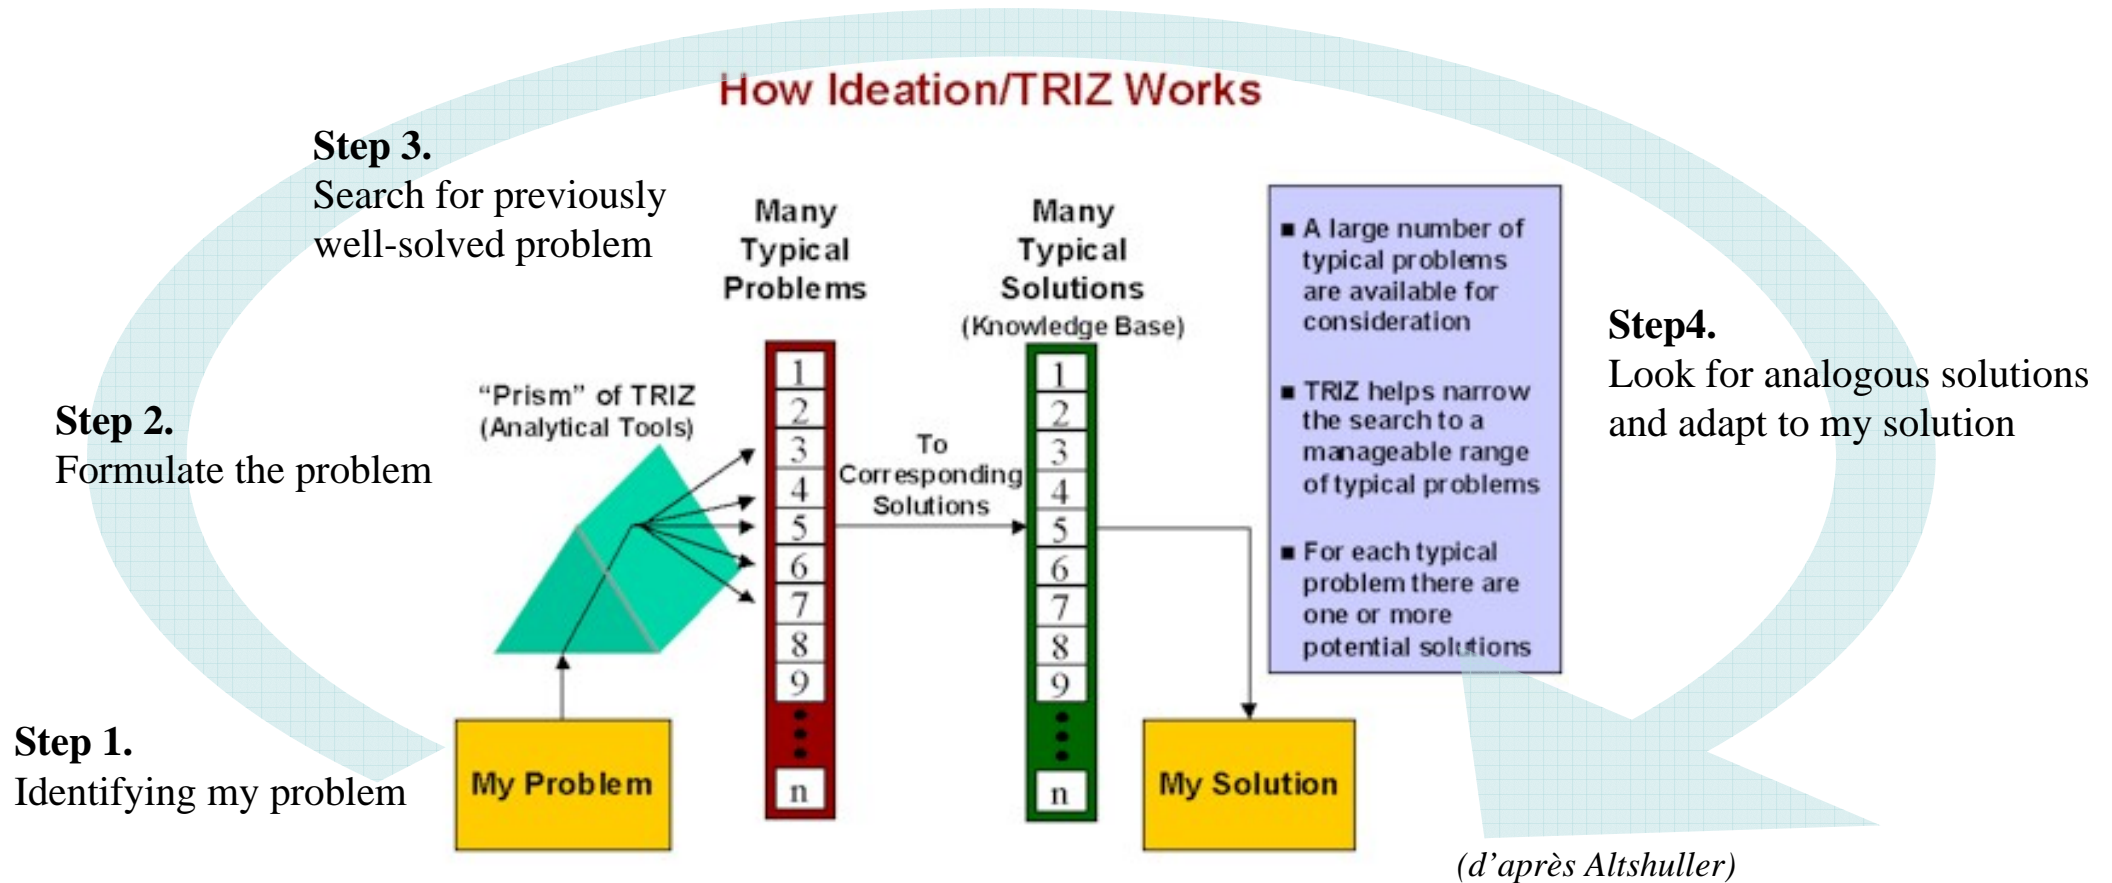 How Ideation/TRIZ Works
Step 3.
Search for previously
well-solved problem
Step 2.
Formulate the problem
Step 1.
Identifying my problem
"Prism" of TRIZ
(Analytical Tools)
My Problem
Many
Typical
Problems
1
2
3
4
5
6
7
8
9
n
To
Corresponding
Solutions
Many
Typical
Solutions
(Knowledge Base)
1
2
3
4
5
6
7
8
9
n
My Solution
■ A large number of
typical problems
are available for
consideration
■ TRIZ helps narrow
the search to a
manageable range
of typical problems
■ For each typical
problem there are
one or more
potential solutions
Step4.
Look for analogous solutions
and adapt to my solution
(d'après Altshuller)